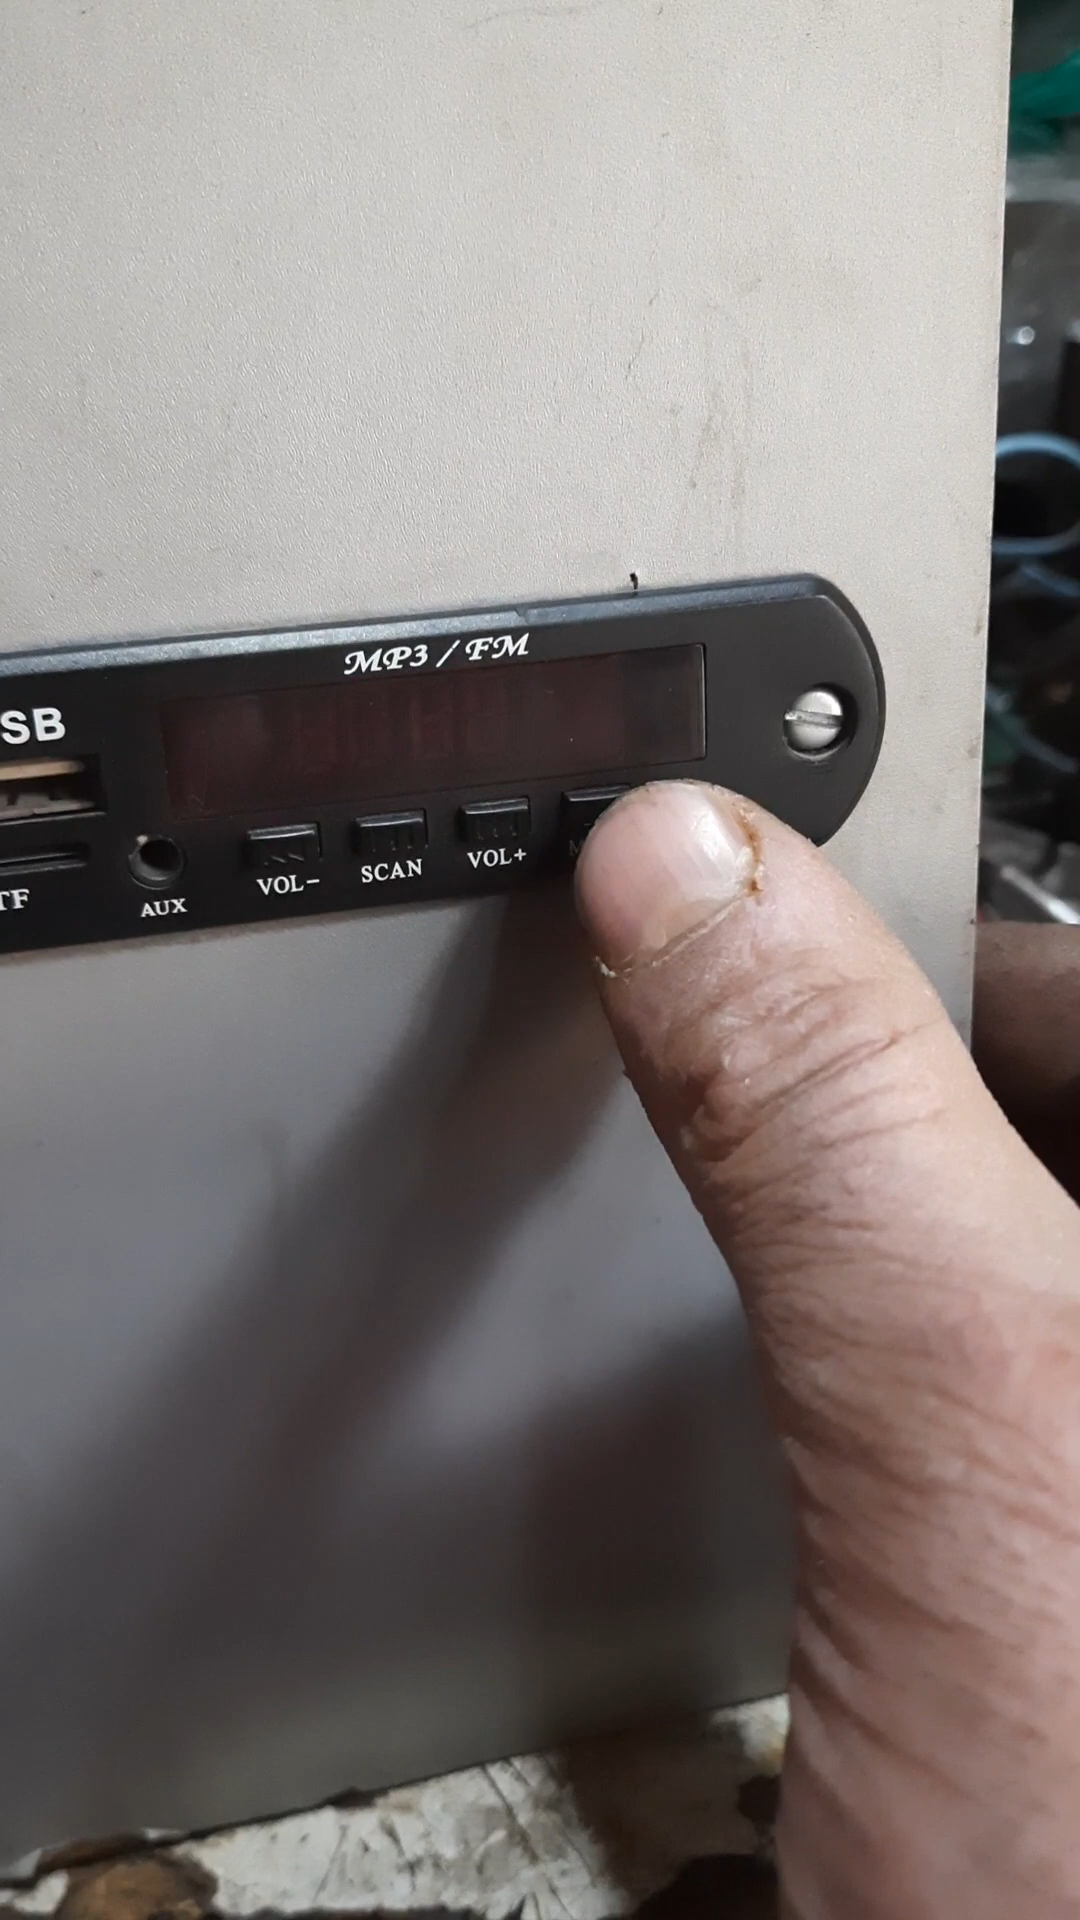 MP3 / FM
SB
VOL-
SCAN
VOL+
AUX
TF